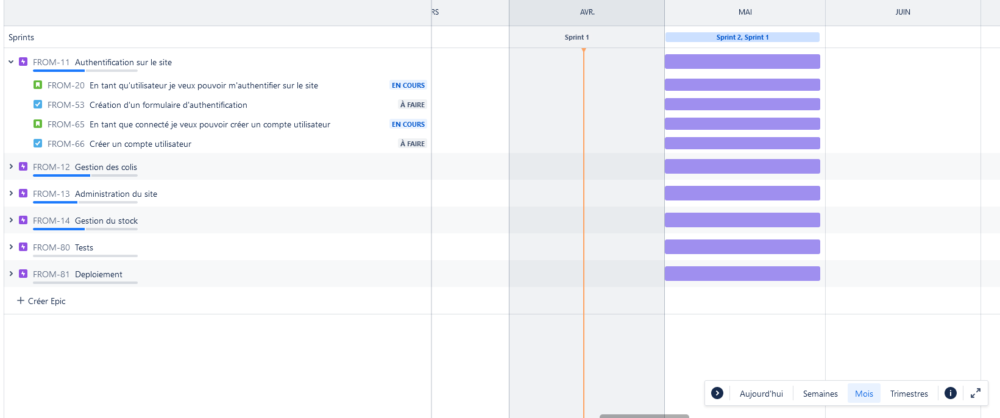 RS
AVR.
MAI
JUIN
Sprints
Sprint 1
Sprint 2, Sprint 1
FROM-11 Authentification sur le site
FROM-20 En tant qu'utilisateur je veux pouvoir m'authentifier sur le site EN COURS
FROM-53 Création d'un formulaire d'authentification À FAIRE
FROM-65 En tant que connecté je veux pouvoir créer un compte utilisateur EN COURS
FROM-66 Créer un compte utilisateur À FAIRE
FROM-12 Gestion des colis
FROM-13 Administration du site
FROM-14 Gestion du stock
FROM-80 Tests
FROM-81 Deploiement
+ Créer Epic
Aujourd'hui Semaines Mois Trimestres